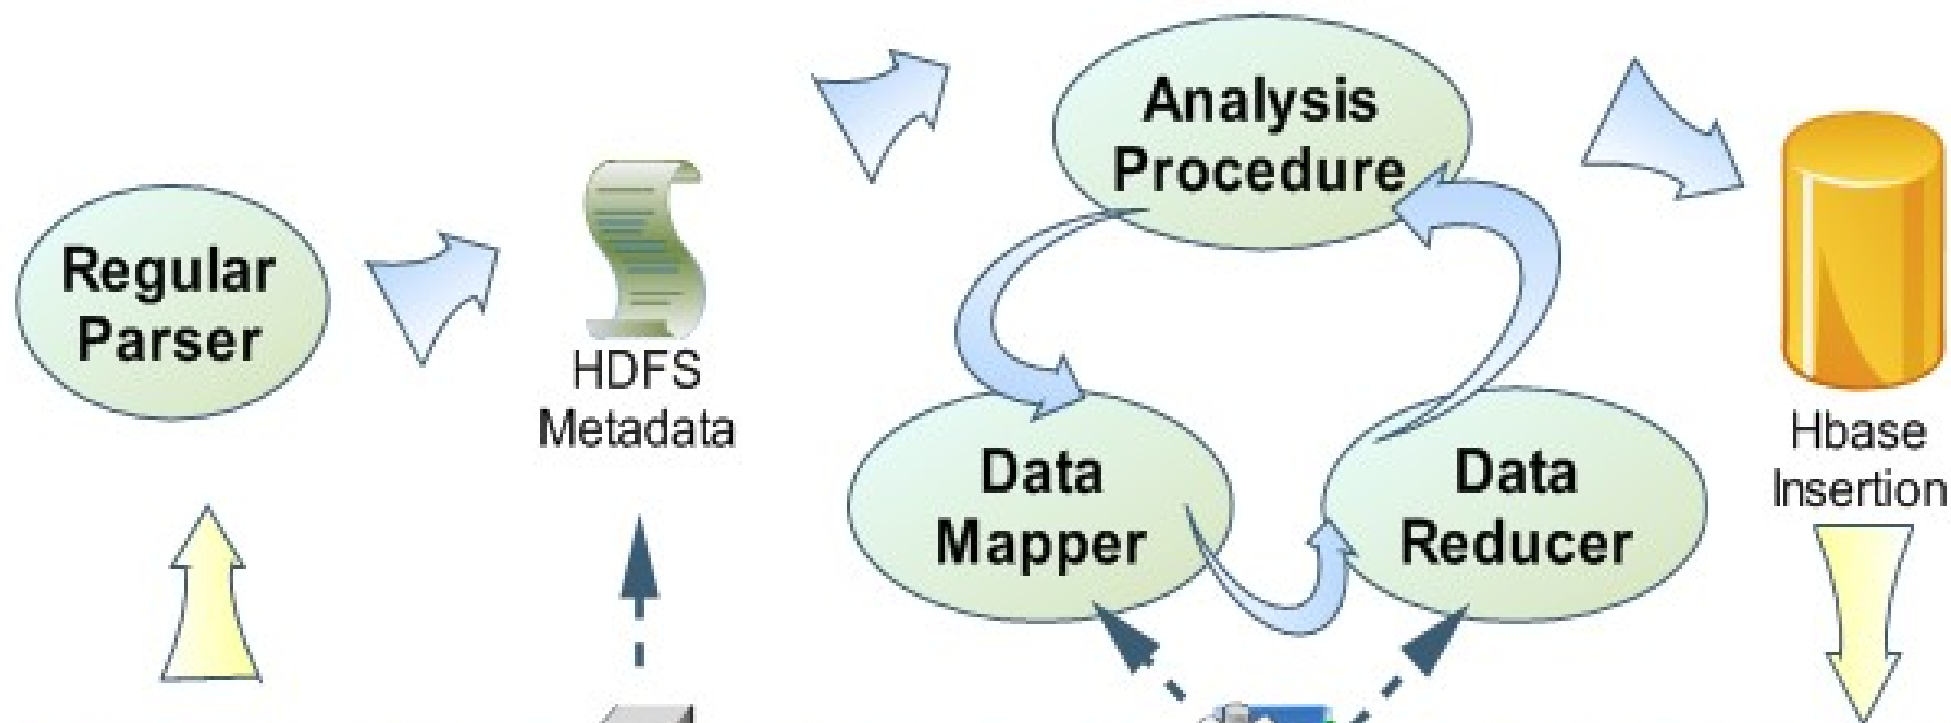 Analysis
Procedure
Regular
Parser
HDFS
Metadata
Data
Mapper
Data
Reducer
Hbase
Insertion